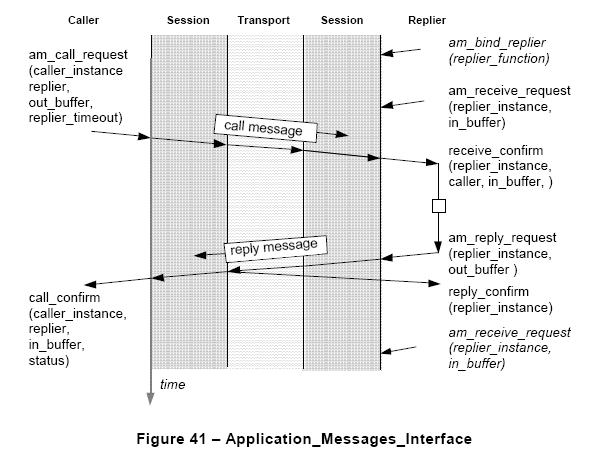 Caller Session Transport Session Replier
am_call_request
(caller_instance
replier,
out_buffer,
replier_timeout)
am_bind_replier
(replier_function)
am_receive_request
(replier_instance,
in_buffer)
call message
receive_confirm
(replier_instance,
caller, in_buffer, )
reply message
am_reply_request
(replier_instance,
out_buffer )
call_confirm
(caller_instance,
replier,
in_buffer,
status)
reply_confirm
(replier_instance)
am_receive_request
(replier_instance,
in_buffer)
time
Figure 41 – Application_Messages_Interface